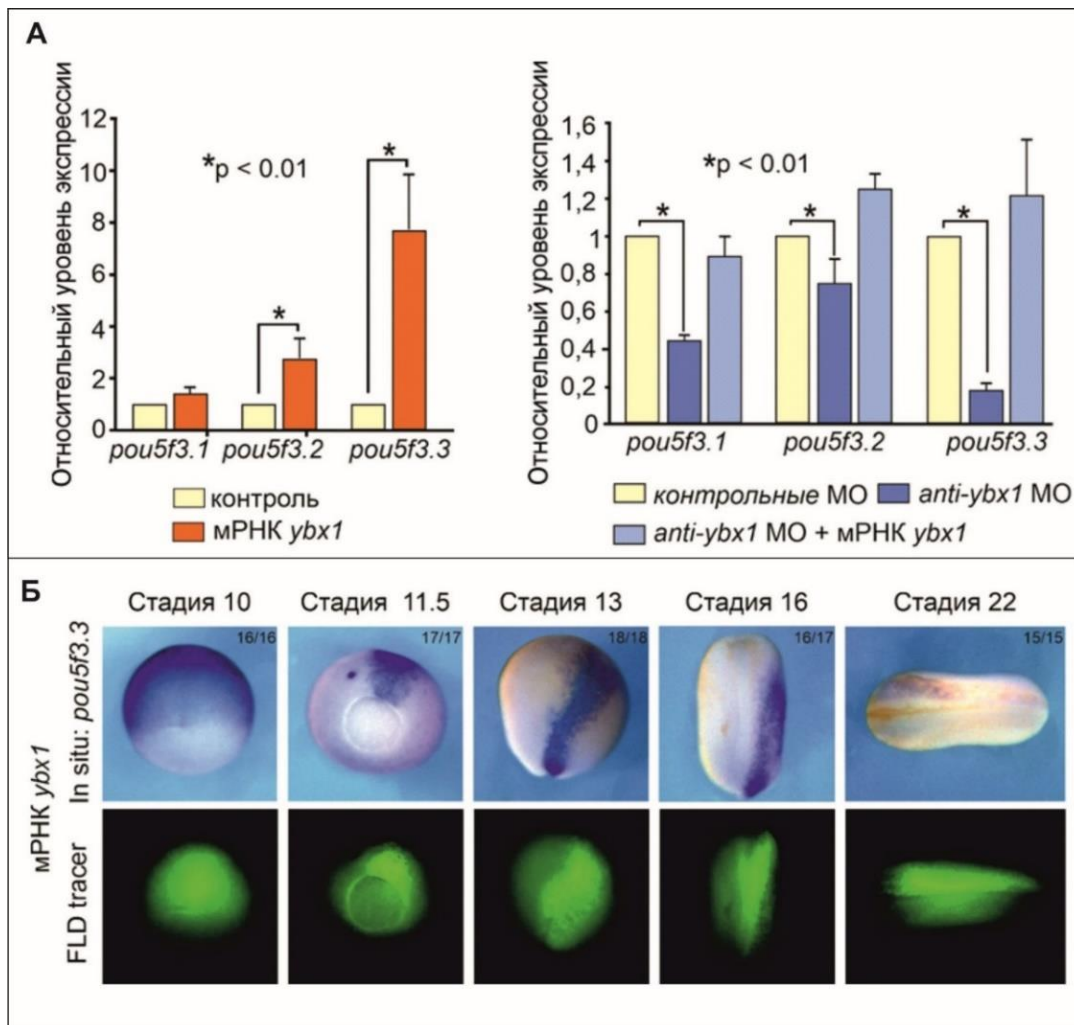 А
Относительный уровень экспрессии
12
10
8
6
4
2
0
*p < 0.01
*
*
pou5f3.1
pou5f3.2
pou5f3.3
контроль
мРНК ybx1
Относительный уровень экспрессии
1,6
1,4
1,2
1
0,8
0,6
0,4
0,2
0
*p < 0.01
*
*
*
pou5f3.1
pou5f3.2
pou5f3.3
контрольные МО
anti-ybx1 МО
anti-ybx1 МО + мРНК ybx1
Б
Стадия 10
Стадия 11.5
Стадия 13
Стадия 16
Стадия 22
мРНК ybx1
In situ: pou5f3.3
16/16
17/17
18/18
16/17
15/15
FLD tracer